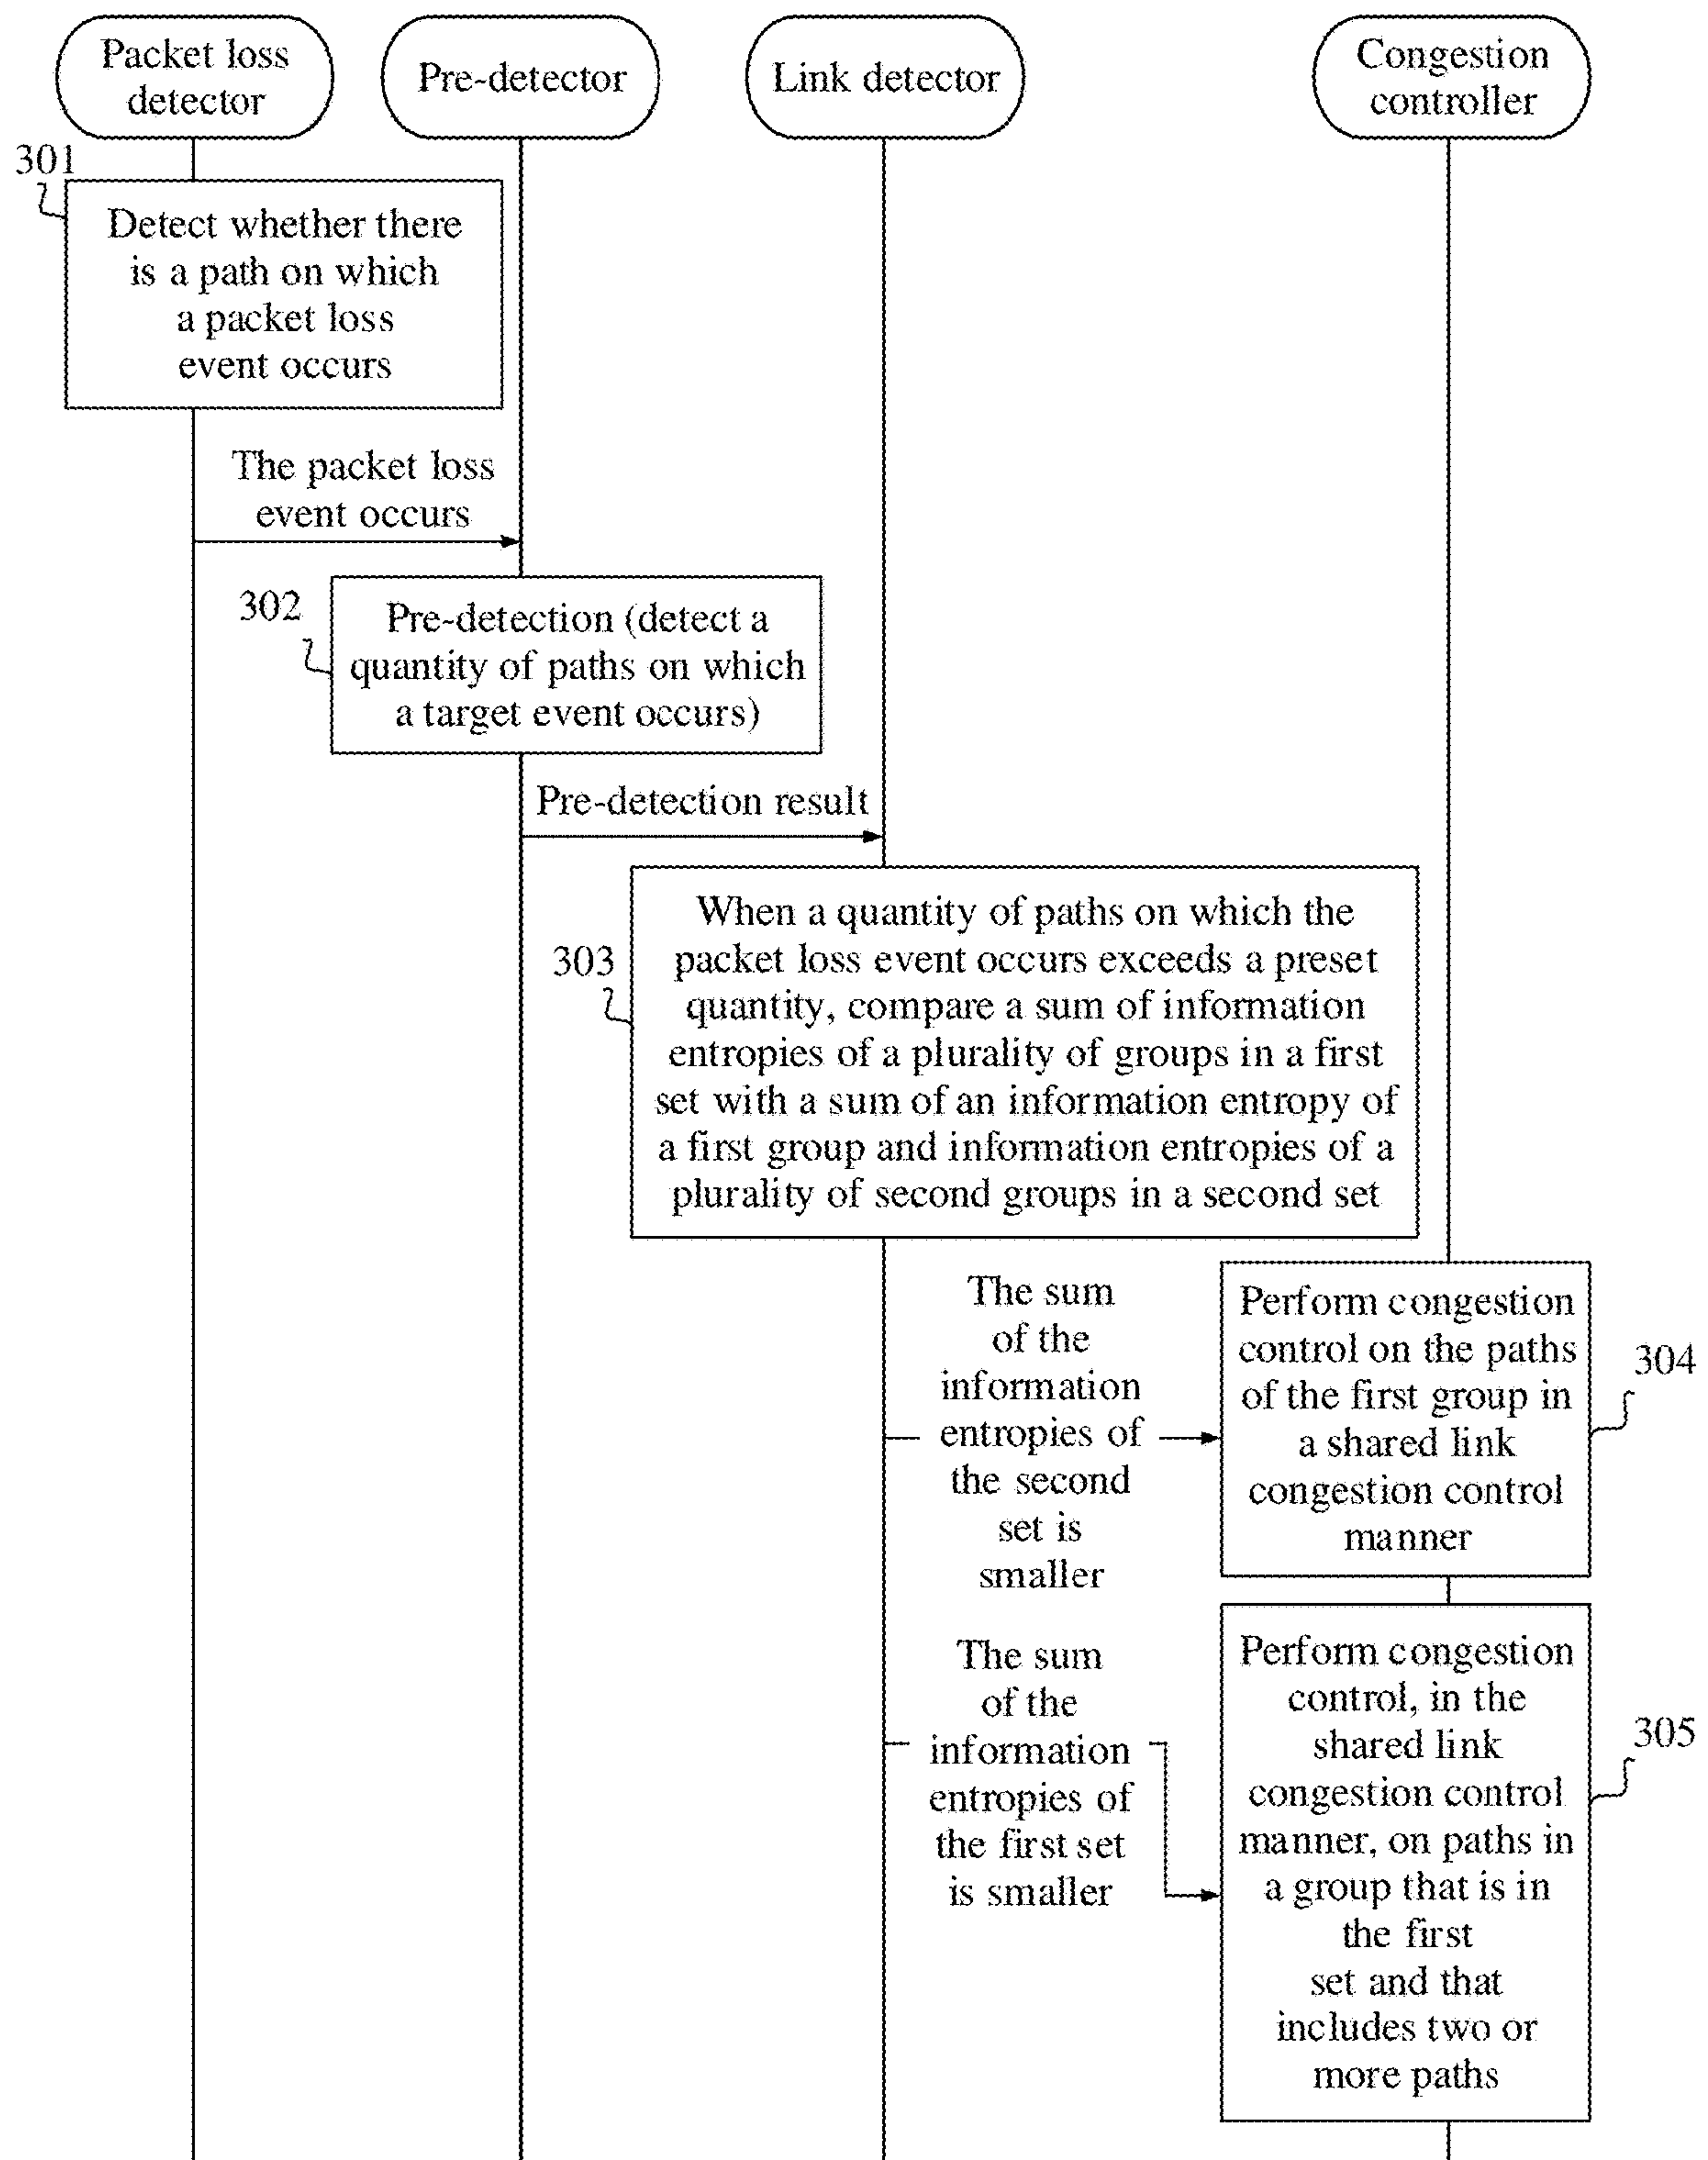 Packet loss
detector
Pre-detector
Link detector
Congestion
controller
301
Detect whether there
is a path on which
a packet loss
event occurs
The packet loss
event occurs
302
Pre-detection (detect a
quantity of paths on which
a target event occurs)
Pre-detection result
303
When a quantity of paths on which the
packet loss event occurs exceeds a preset
quantity, compare a sum of information
entropies of a plurality of groups in a first
set with a sum of an information entropy of
a first group and information entropies of a
plurality of second groups in a second set
The sum
of the
information
entropies of
the second
set is
smaller
Perform congestion
control on the paths
of the first group in
a shared link
congestion control
manner
304
The sum
of the
information
entropies of
the first set
is smaller
Perform congestion
control, in the
shared link
congestion control
manner, on paths in
a group that is in
the first
set and that
includes two or
more paths
305